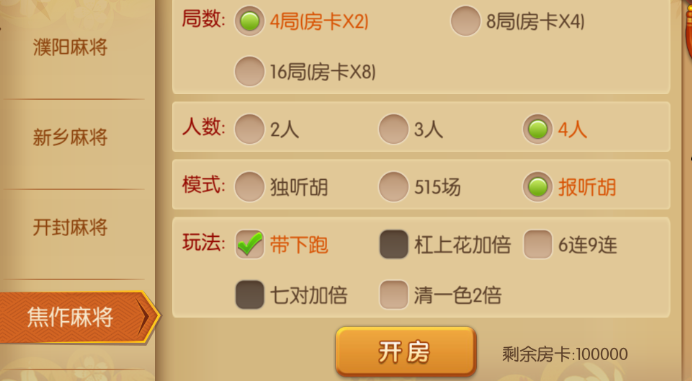 濮阳麻将
新乡麻将
开封麻将
焦作麻将
局数: 4局(房卡X2) 8局(房卡X4)
16局(房卡X8)
人数: 2人 3人 4人
模式: 独听胡 515场 报听胡
玩法: 带下跑 杠上花加倍 6连9连
七对加倍 清一色2倍
开房 剩余房卡:100000